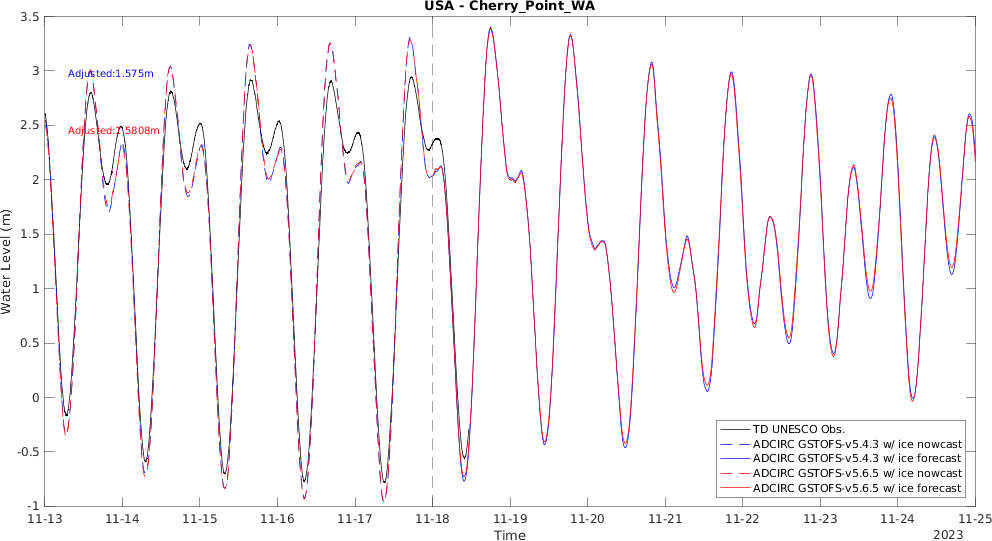 USA - Cherry_Point_WA
3.5
3
2.5
2
1.5
1
0.5
0
-0.5
-1
Water Level (m)
Adjusted:1.575m
Adjusted:1.5808m
TD UNESCO Obs.
ADCIRC GSTOFS-v5.4.3 w/ ice nowcast
ADCIRC GSTOFS-v5.4.3 w/ ice forecast
ADCIRC GSTOFS-v5.6.5 w/ ice nowcast
ADCIRC GSTOFS-v5.6.5 w/ ice forecast
11-13 11-14 11-15 11-16 11-17 11-18 11-19 11-20 11-21 11-22 11-23 11-24 11-25
Time
2023